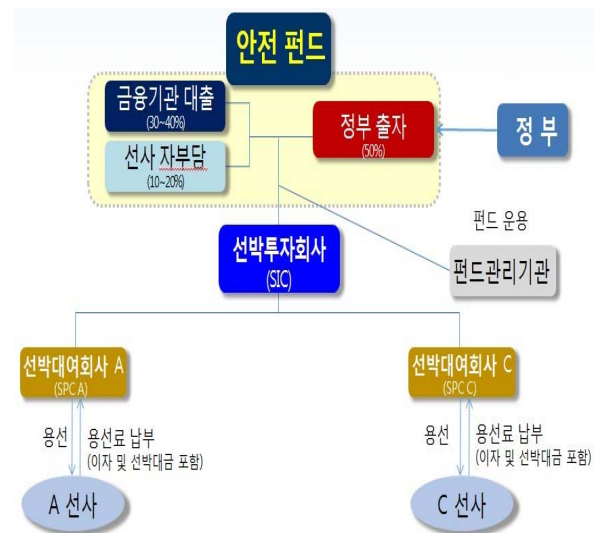 안전 펀드
금융기관 대출
(30~40%)
선사 자부담
(10~20%)
정부 출자
(50%)
정 부
선박투자회사
(SIC)
펀드 운용
펀드관리기관
선박대여회사 A
(SPC A)
선박대여회사 C
(SPC C)
용선
용선료 납부
(이자 및 선박대금 포함)
용선
용선료 납부
(이자 및 선박대금 포함)
A 선사
C 선사